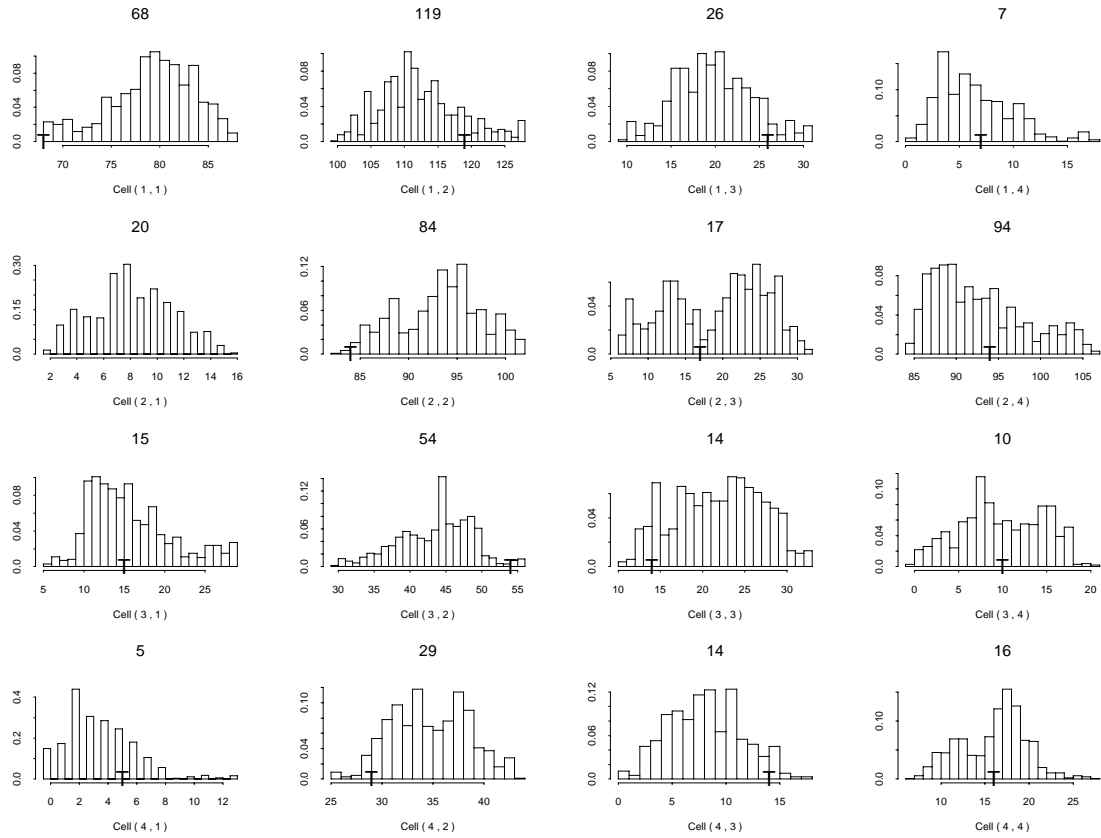 68 119 26 7
0.0 0.04 0.08
70 75 80 85
Cell ( 1 , 1 )
0.0 0.04 0.08
100 105 110 115 120 125
Cell ( 1 , 2 )
0.0 0.04 0.08
10 15 20 25 30
Cell ( 1 , 3 )
0.0 0.10
0 5 10 15
Cell ( 1 , 4 )
20 84 17 94
0.0 0.15 0.30
2 4 6 8 10 12 14 16
Cell ( 2 , 1 )
0.0 0.06 0.12
85 90 95 100
Cell ( 2 , 2 )
0.0 0.04
5 10 15 20 25 30
Cell ( 2 , 3 )
0.0 0.04 0.08
85 90 95 100 105
Cell ( 2 , 4 )
15 54 14 10
0.0 0.04 0.08
5 10 15 20 25
Cell ( 3 , 1 )
0.0 0.06 0.12
30 35 40 45 50 55
Cell ( 3 , 2 )
0.0 0.04
10 15 20 25 30
Cell ( 3 , 3 )
0.0 0.04 0.10
0 5 10 15 20
Cell ( 3 , 4 )
5 29 14 16
0.0 0.2 0.4
0 2 4 6 8 10 12
Cell ( 4 , 1 )
0.0 0.04 0.10
25 30 35 40
Cell ( 4 , 2 )
0.0 0.04 0.08 0.12
0 5 10 15
Cell ( 4 , 3 )
0.0 0.10
10 15 20 25
Cell ( 4 , 4 )